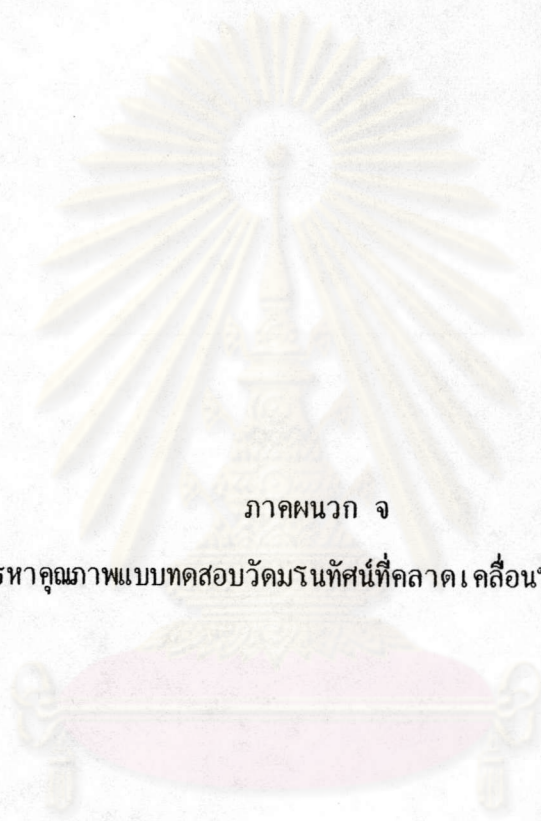 ภาคผนวก จ
หาคุณภาพแบบทดสอบวัดมโนทัศน์ที่คลาดเคลื่อน